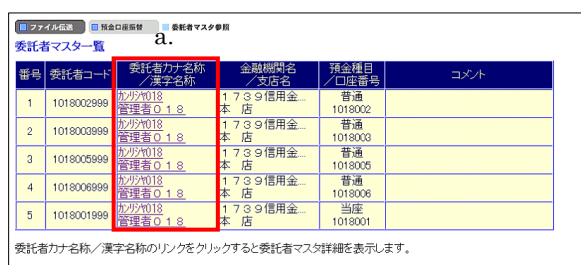 ファイル伝送 預金口座振替 委託者マスタ参照
a.
委託者マスタ一覧
番号 委託者コード 委託者カナ名称 金融機関名 預金種目 コメント
／漢字名称 ／支店名 ／口座番号
1 1018002999 ｶﾝﾘｼﾔ018 １７３９信用金... 普通
管理者０１８ 本　店 1018002
2 1018003999 ｶﾝﾘｼﾔ018 １７３９信用金... 普通
管理者０１８ 本　店 1018003
3 1018005999 ｶﾝﾘｼﾔ018 １７３９信用金... 普通
管理者０１８ 本　店 1018005
4 1018006999 ｶﾝﾘｼﾔ018 １７３９信用金... 普通
管理者０１８ 本　店 1018006
5 1018001999 ｶﾝﾘｼﾔ018 １７３９信用金... 当座
管理者０１８ 本　店 1018001
委託者カナ名称／漢字名称のリンクをクリックすると委託者マスタ詳細を表示します。